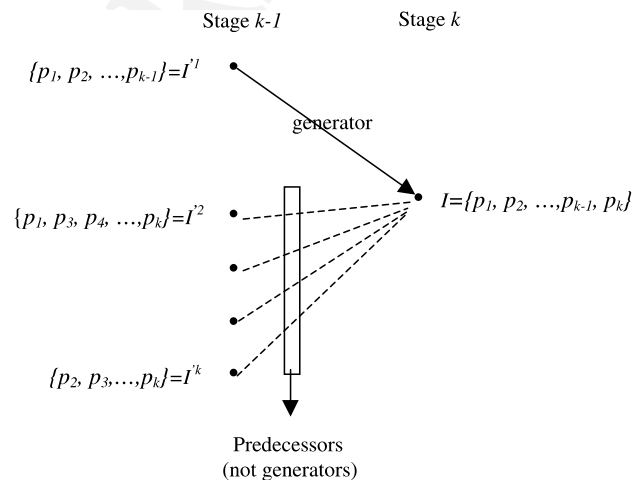 Stage k-1
Stage k
{p₁, p₂, …,pₖ₋₁}=I'¹
generator
{p₁, p₃, p₄, …,pₖ}=I'²
I={p₁, p₂, …,pₖ₋₁, pₖ}
{p₂, p₃,…,pₖ}=I'ᵏ
Predecessors
(not generators)